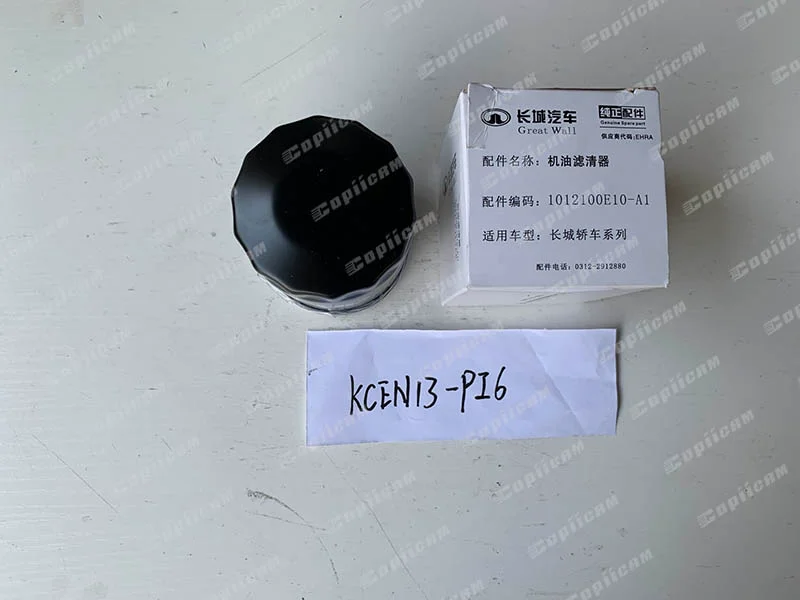 长城汽车
Great Wall
纯正配件
Genuine Spare part
供应商代码:EHRA
配件名称：机油滤清器
配件编码：1012100E10-A1
适用车型：长城轿车系列
配件电话：0312-2912880
KCEN13-PI6
Copiicam